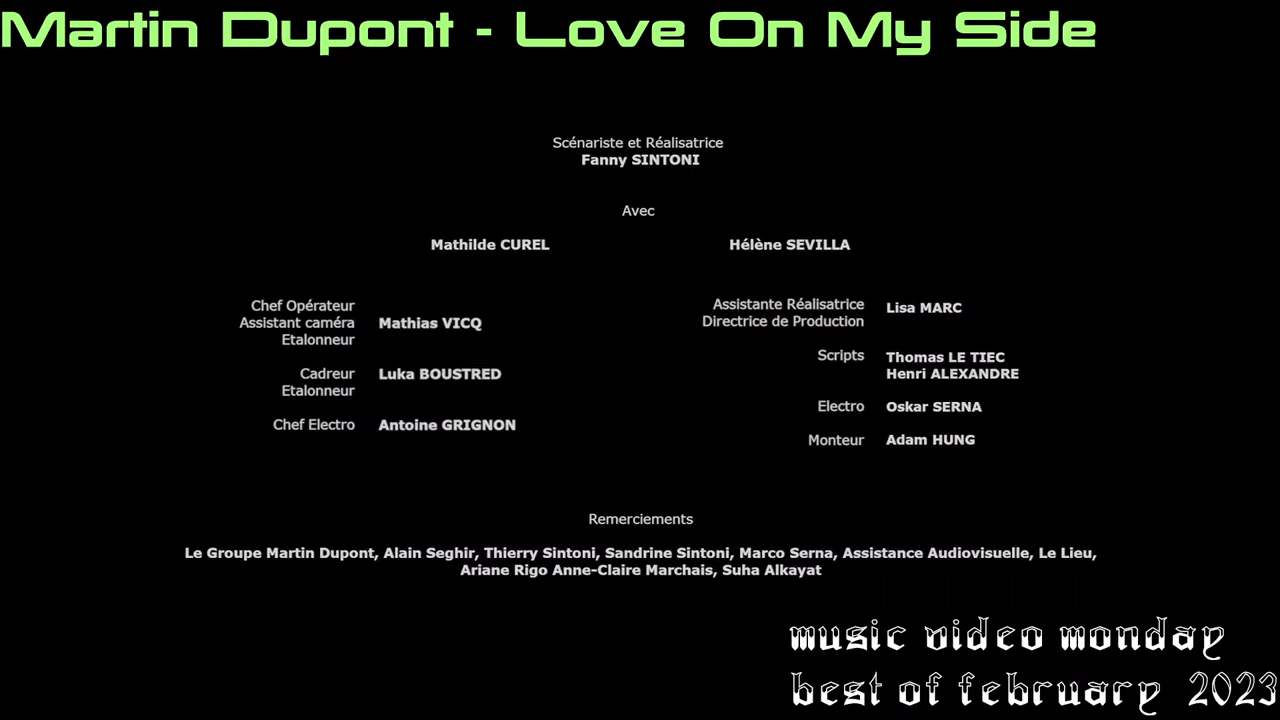 Martin Dupont - Love On My Side
Scénariste et Réalisatrice
Fanny SINTONI
Avec
Mathilde CUREL
Hélène SEVILLA
Chef Opérateur
Assistant caméra
Etalonneur
Mathias VICQ
Cadreur
Etalonneur
Luka BOUSTRED
Chef Electro
Antoine GRIGNON
Assistante Réalisatrice
Directrice de Production
Lisa MARC
Scripts
Thomas LE TIEC
Henri ALEXANDRE
Electro
Oskar SERNA
Monteur
Adam HUNG
Remerciements
Le Groupe Martin Dupont, Alain Seghir, Thierry Sintoni, Sandrine Sintoni, Marco Serna, Assistance Audiovisuelle, Le Lieu,
Ariane Rigo Anne-Claire Marchais, Suha Alkayat
music video monday
best of february 2023